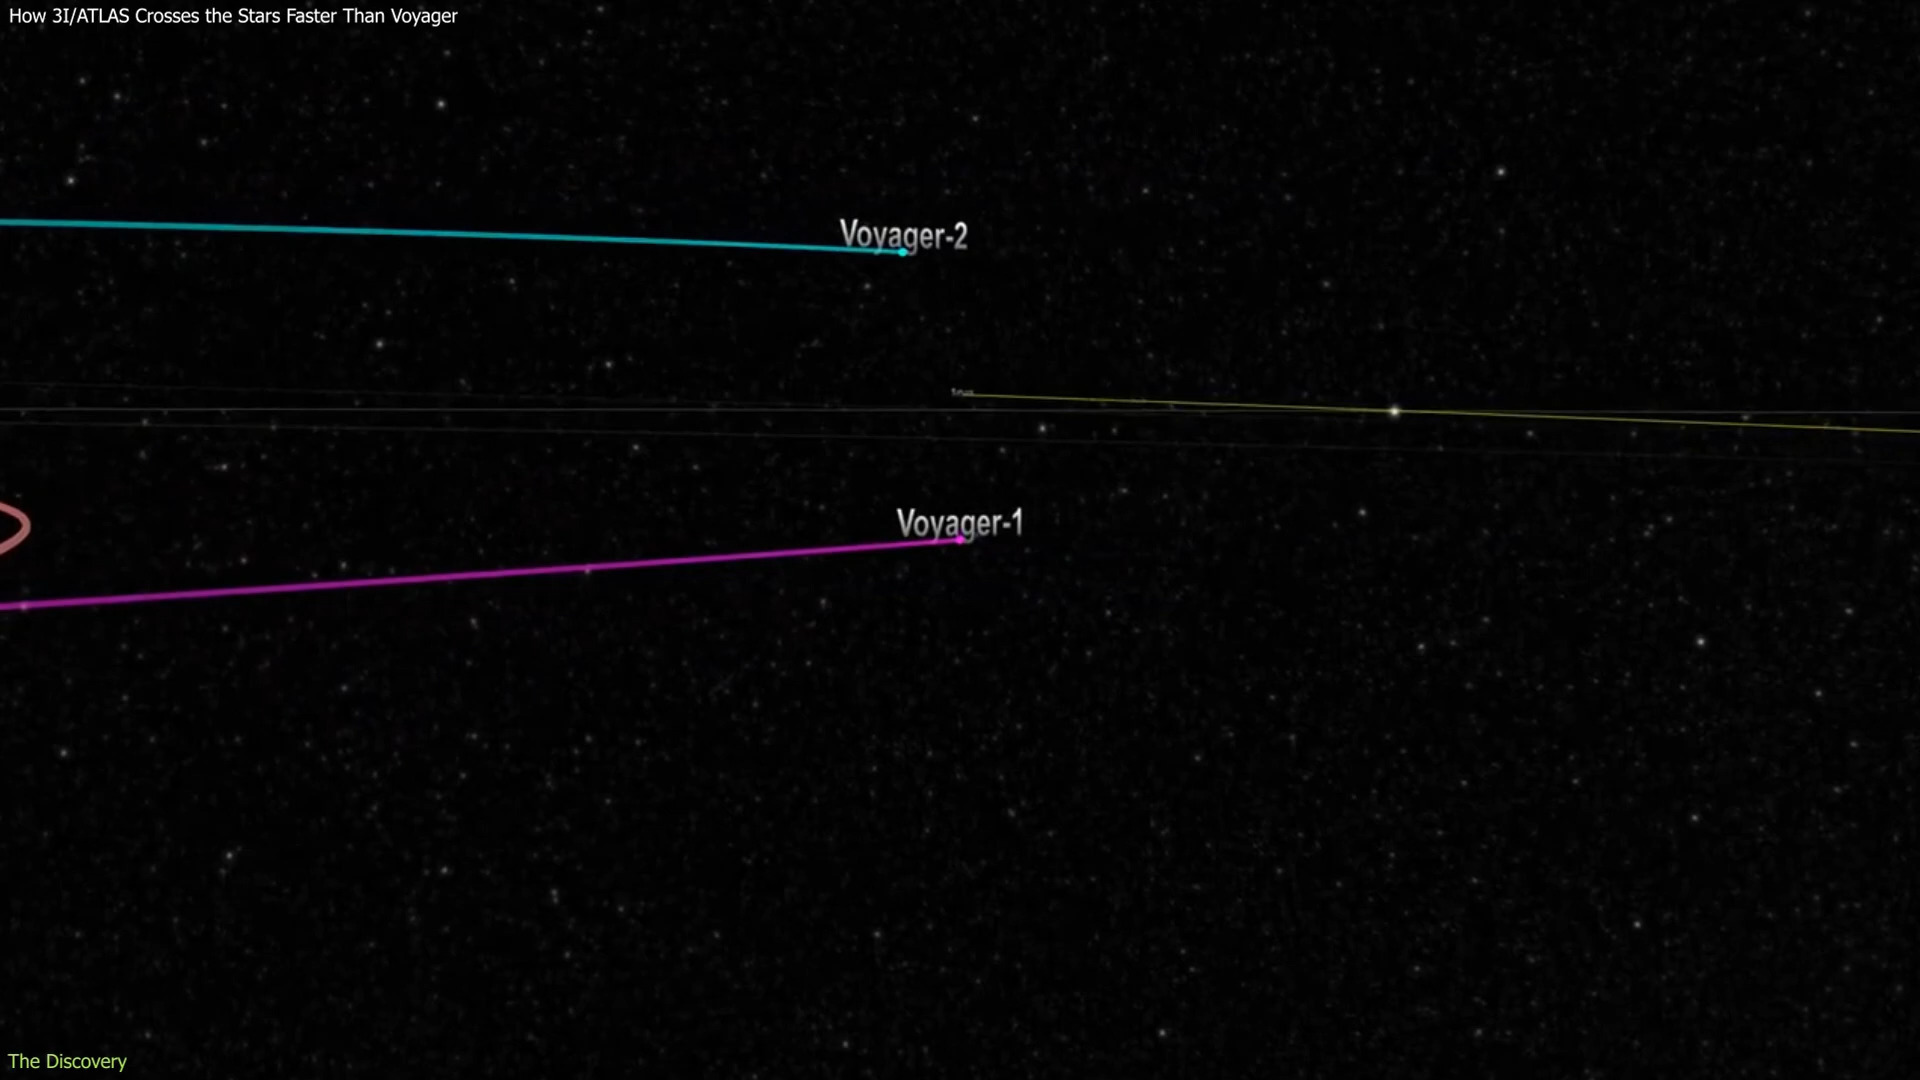 How 3I/ATLAS Crosses the Stars Faster Than Voyager
Voyager-2
Voyager-1
The Discovery